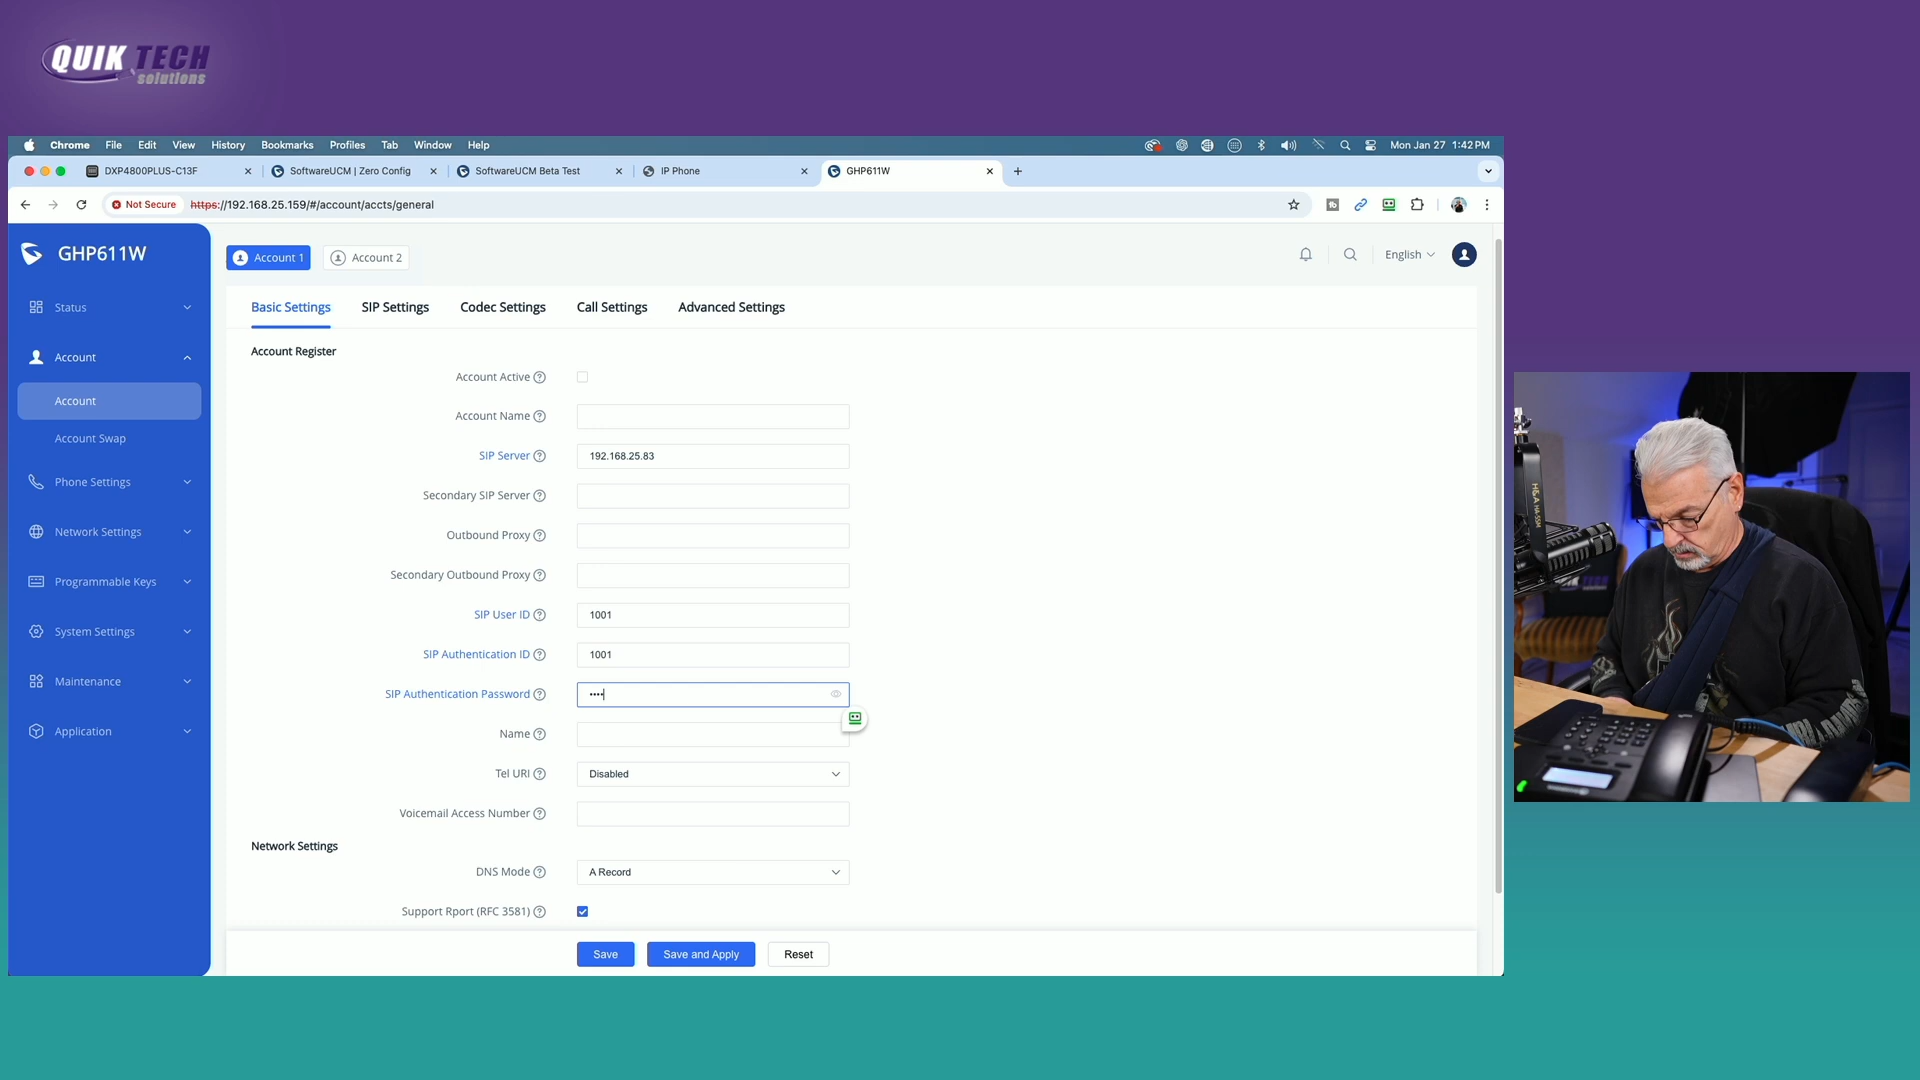 QUIK TECH
solutions
Chrome File Edit View History Bookmarks Profiles Tab Window Help
Mon Jan 27 1:42 PM
DXP4800PLUS-C13F
SoftwareUCM | Zero Config
SoftwareUCM Beta Test
IP Phone
GHP611W
Not Secure
https://192.168.25.159/#/account/accts/general
GHP611W
Account 1
Account 2
English
Status
Account
Account
Account Swap
Phone Settings
Network Settings
Programmable Keys
System Settings
Maintenance
Application
Basic Settings
SIP Settings
Codec Settings
Call Settings
Advanced Settings
Account Register
Account Active
Account Name
SIP Server
192.168.25.83
Secondary SIP Server
Outbound Proxy
Secondary Outbound Proxy
SIP User ID
1001
SIP Authentication ID
1001
SIP Authentication Password
••••
Name
Tel URI
Disabled
Voicemail Access Number
Network Settings
DNS Mode
A Record
Support Rport (RFC 3581)
Save
Save and Apply
Reset